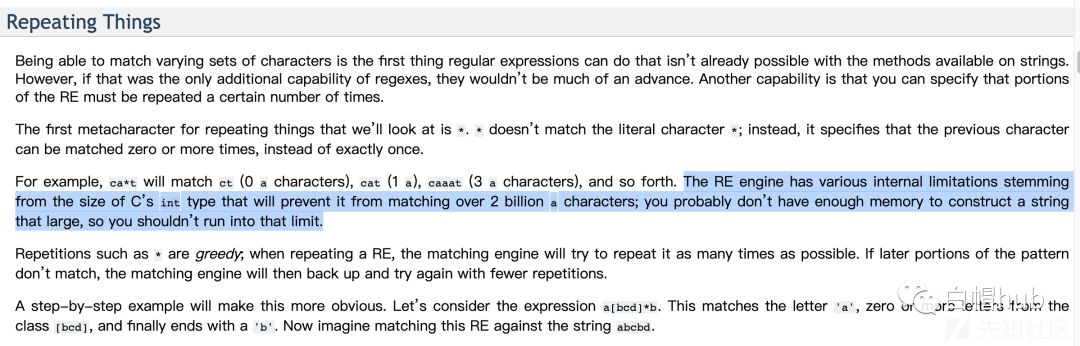 Repeating Things
Being able to match varying sets of characters is the first thing regular expressions can do that isn't already possible with the methods available on strings.
However, if that was the only additional capability of regexes, they wouldn't be much of an advance. Another capability is that you can specify that portions
of the RE must be repeated a certain number of times.
The first metacharacter for repeating things that we'll look at is *. * doesn't match the literal character *; instead, it specifies that the previous character
can be matched zero or more times, instead of exactly once.
For example, ca*t will match ct (0 a characters), cat (1 a), caaat (3 a characters), and so forth. The RE engine has various internal limitations stemming
from the size of C's int type that will prevent it from matching over 2 billion a characters; you probably don't have enough memory to construct a string
that large, so you shouldn't run into that limit.
Repetitions such as * are greedy; when repeating a RE, the matching engine will try to repeat it as many times as possible. If later portions of the pattern
don't match, the matching engine will then back up and try again with fewer repetitions.
A step-by-step example will make this more obvious. Let's consider the expression a[bcd]*b. This matches the letter 'a', zero or more letters from the
class [bcd], and finally ends with a 'b'. Now imagine matching this RE against the string abcbd.
白帽hub
先知社区